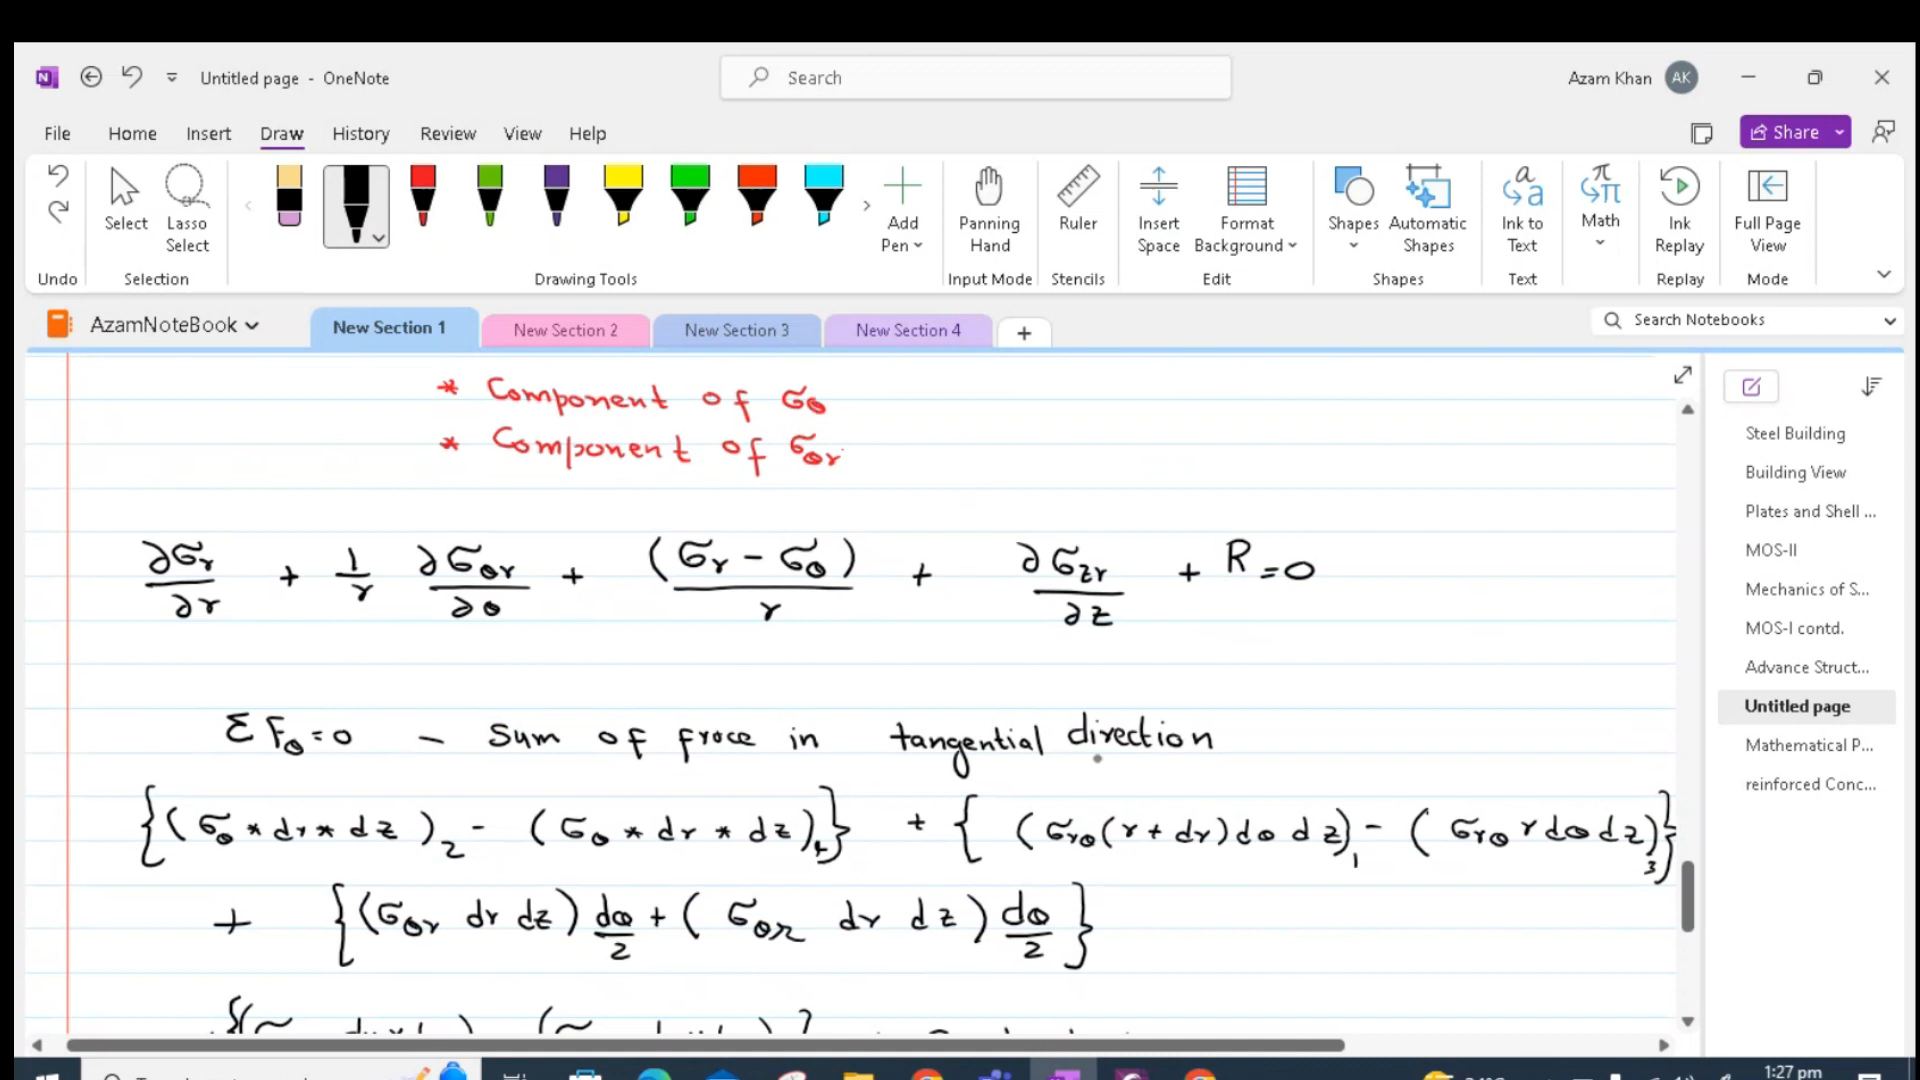 Untitled page - OneNote
Search
Azam Khan AK
File Home Insert Draw History Review View Help
Share
Select
Lasso Select
Add Pen
Panning Hand
Ruler
Insert Space
Format Background
Shapes
Automatic Shapes
Ink to Text
Math
Ink Replay
Full Page View
Undo Selection Drawing Tools Input Mode Stencils Edit Shapes Text Replay Mode
AzamNoteBook New Section 1 New Section 2 New Section 3 New Section 4 +
Search Notebooks
* Component of σθ
* Component of σθr
∂σr/∂r + 1/r ∂σθr/∂θ + (σr - σθ)/r + ∂σzr/∂z + R = 0
ΣFθ = 0 - Sum of froce in tangential direction
{(σθ * dr * dz)2 - (σθ * dr * dz)4} + {(σrθ (r + dr) dθ dz)1 - (σrθ r dθ dz)3}
+ {(σθr dr dz) dθ/2 + (σθr dr dz) dθ/2}
Steel Building
Building View
Plates and Shell ...
MOS-II
Mechanics of S...
MOS-I contd.
Advance Struct...
Untitled page
Mathematical P...
reinforced Conc...
1:27 pm